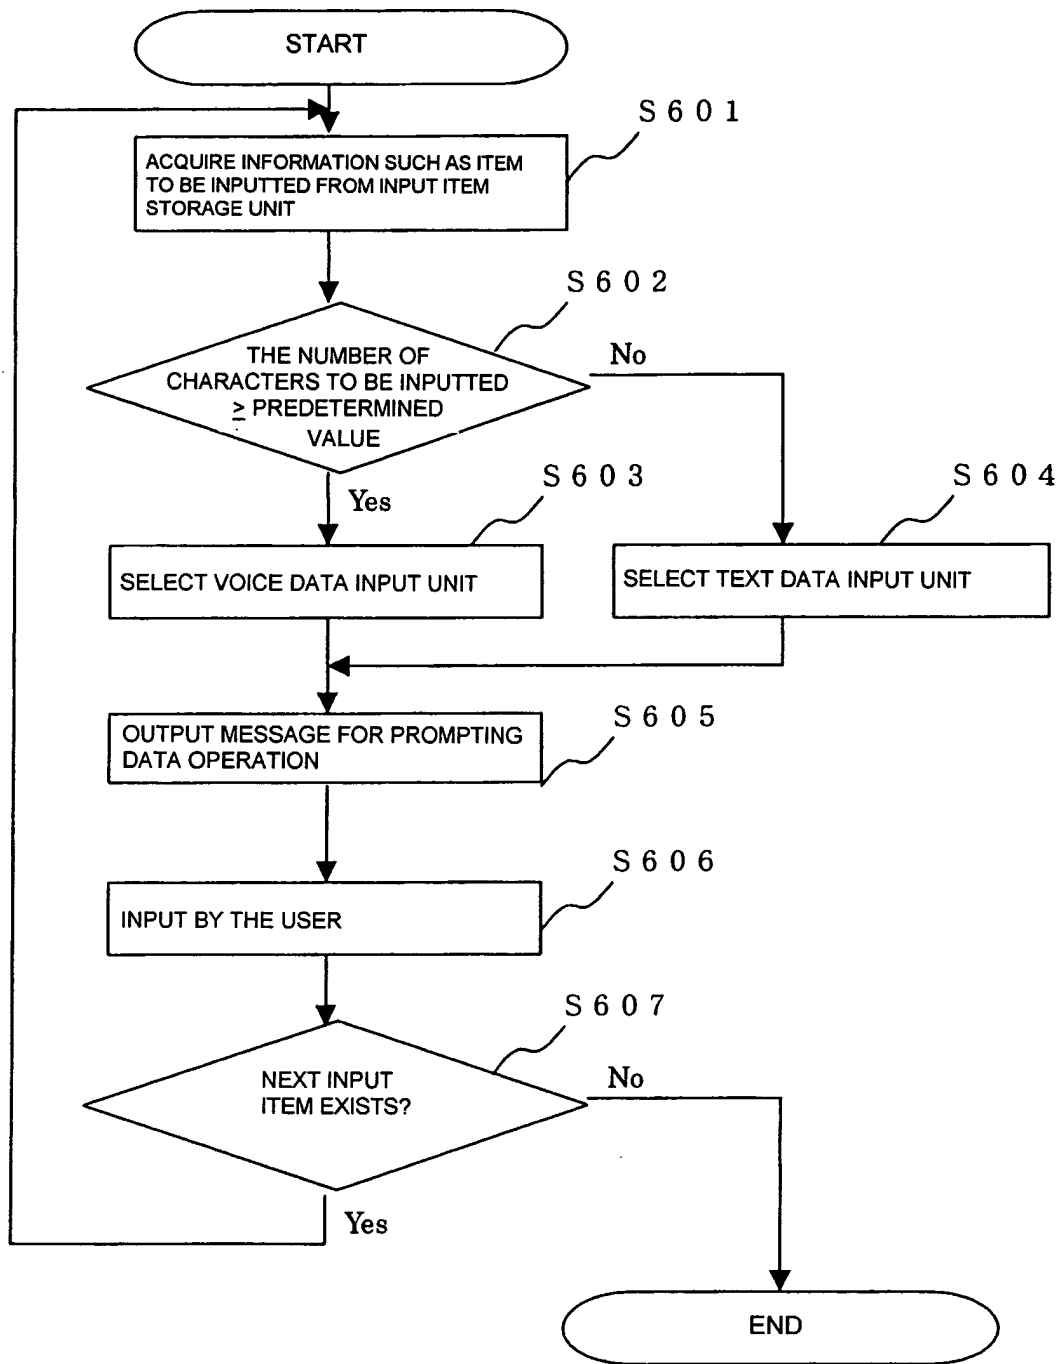 START
S601
ACQUIRE INFORMATION SUCH AS ITEM
TO BE INPUTTED FROM INPUT ITEM
STORAGE UNIT
S602
THE NUMBER OF
CHARACTERS TO BE INPUTTED
≥ PREDETERMINED
VALUE
No
Yes
S603
S604
SELECT VOICE DATA INPUT UNIT
SELECT TEXT DATA INPUT UNIT
S605
OUTPUT MESSAGE FOR PROMPTING
DATA OPERATION
S606
INPUT BY THE USER
S607
NEXT INPUT
ITEM EXISTS?
No
Yes
END